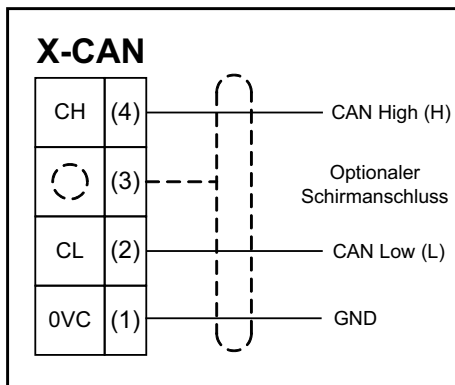 X-CAN
CH (4) CAN High (H)
(3) Optionaler
Schirmanschluss
CL (2) CAN Low (L)
0VC (1) GND